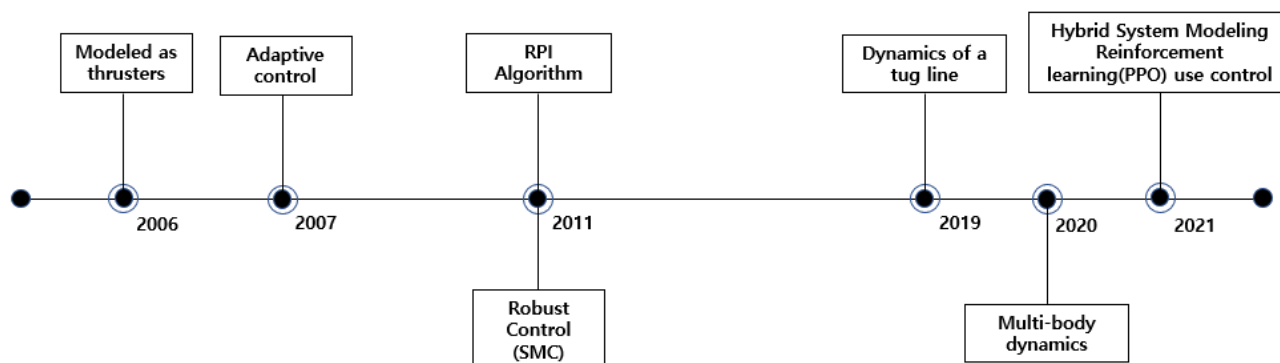 Modeled as
thrusters
Adaptive
control
RPI
Algorithm
Dynamics of a
tug line
Hybrid System Modeling
Reinforcement
learning(PPO) use control
2006
2007
2011
2019
2020
2021
Robust
Control
(SMC)
Multi-body
dynamics